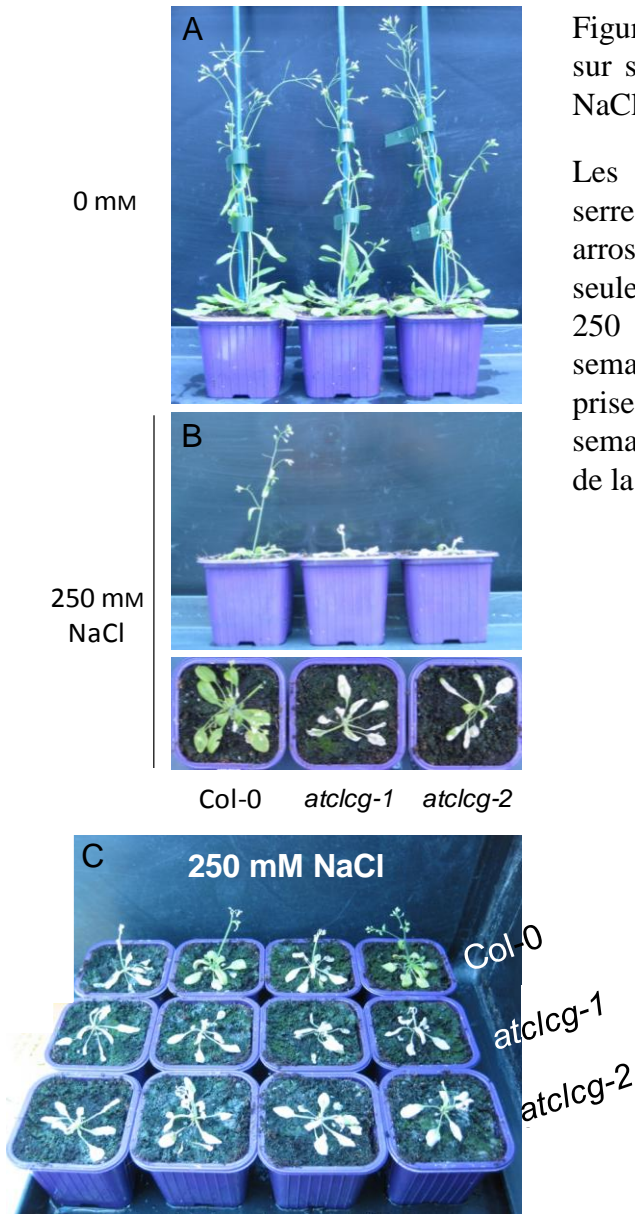 A
Figur
sur s
NaCl
0 mM
Les
serre
arros
seule
250
sema
prise
sema
de la
B
250 mM
NaCl
Col-0 atclcg-1 atclcg-2
C
250 mM NaCl
Col-0
atclcg-1
atclcg-2